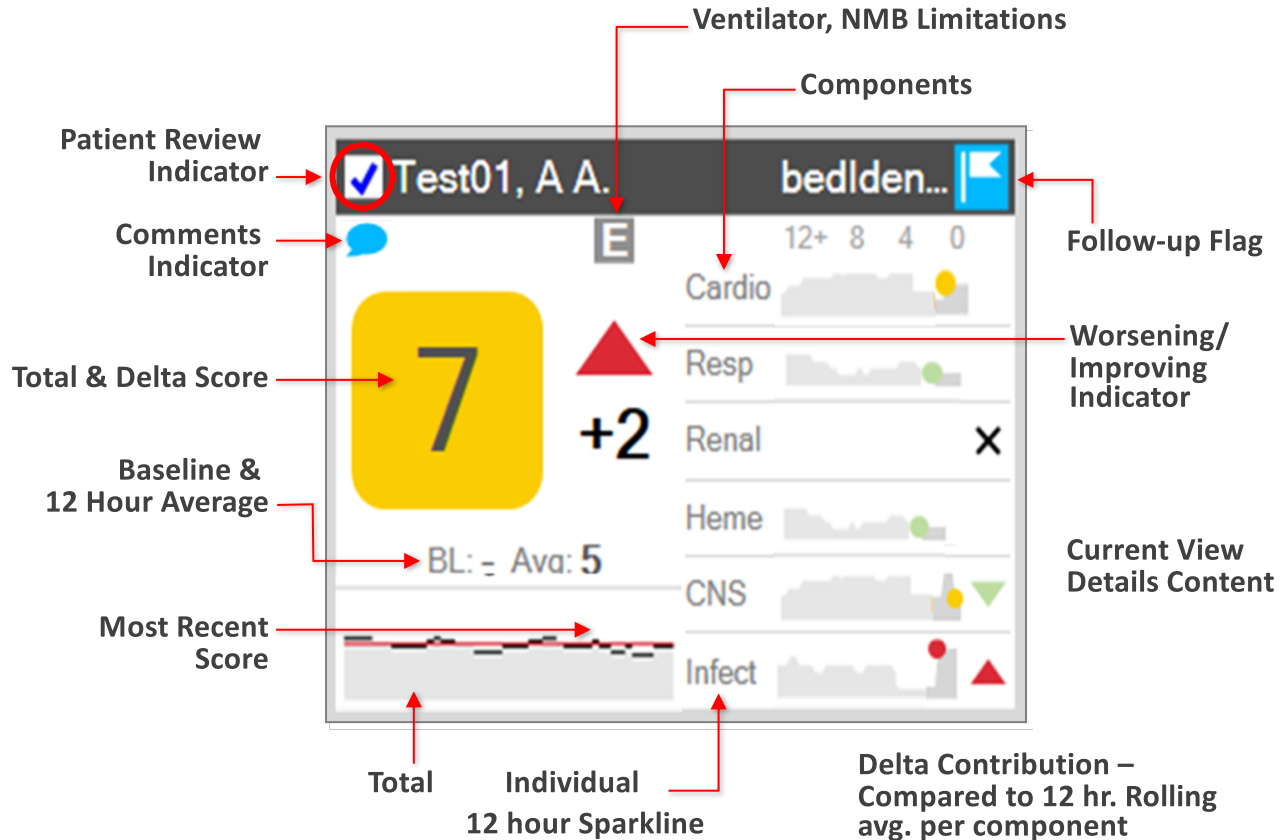 Ventilator, NMB Limitations
Components
Patient Review
Indicator
Test01, A A.
bedIden...
Comments
Indicator
E
12+ 8 4 0
Follow-up Flag
Cardio
Total & Delta Score
7
+2
Worsening/
Improving
Indicator
Resp
Renal
Baseline &
12 Hour Average
BL: - Avg: 5
Heme
Current View
Details Content
CNS
Most Recent
Score
Infect
Total
Individual
12 hour Sparkline
Delta Contribution –
Compared to 12 hr. Rolling
avg. per component